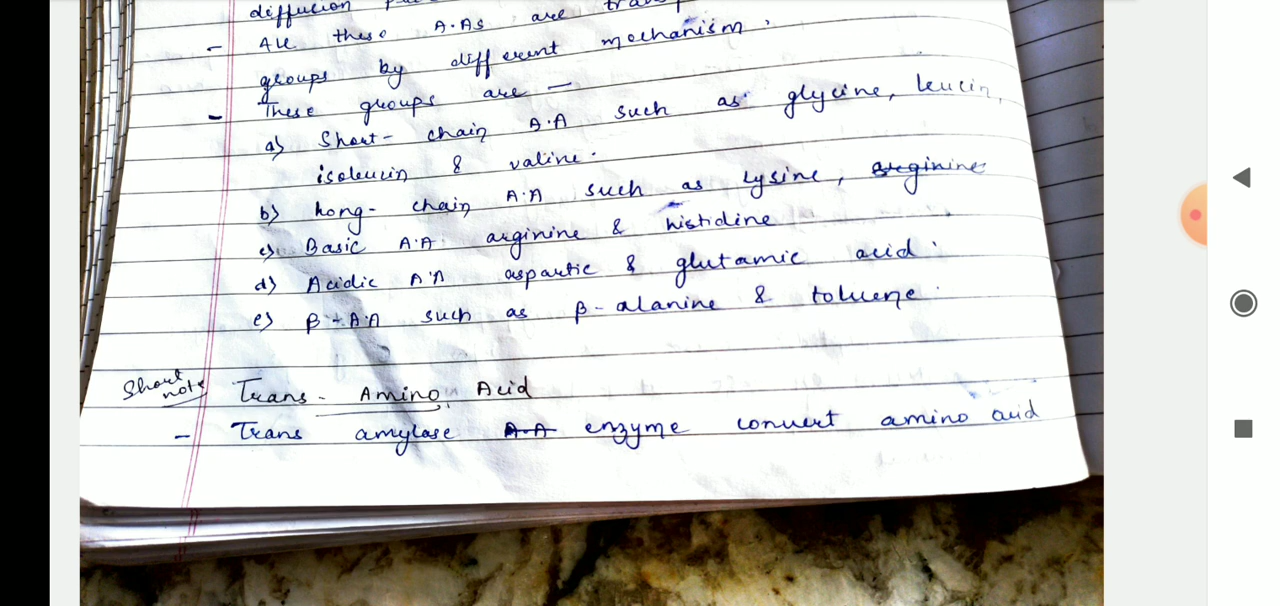 diffusion
- All these A.As are
groups by different mechanism.
- These groups are —
a) Short- chain A.A such as glycine, leucin,
isoleucin & valine.
b) Long- chain A.A such as lysine, arginine
c) Basic A.A arginine & histidine
d) Acidic A.A aspartic & glutamic acid.
e) β-A.A such as β-alanine & toluene.
Short note
Trans- Amino Acid
- Trans amylase A.A enzyme convert amino acid